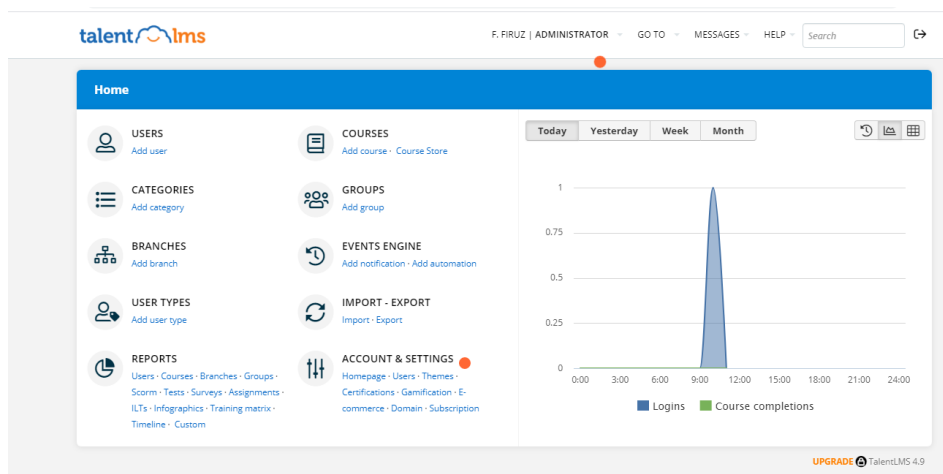 talentlms
F. FIRUZ | ADMINISTRATOR
GO TO
MESSAGES
HELP
Search
Home
USERS
Add user
COURSES
Add course · Course Store
CATEGORIES
Add category
GROUPS
Add group
BRANCHES
Add branch
EVENTS ENGINE
Add notification · Add automation
USER TYPES
Add user type
IMPORT - EXPORT
Import · Export
REPORTS
Users · Courses · Branches · Groups ·
Scorm · Tests · Surveys · Assignments ·
ILTs · Infographics · Training matrix ·
Timeline · Custom
ACCOUNT & SETTINGS
Homepage · Users · Themes ·
Certifications · Gamification · E-
commerce · Domain · Subscription
Today Yesterday Week Month
1
0.75
0.5
0.25
0
0:00 3:00 6:00 9:00 12:00 15:00 18:00 21:00 24:00
Logins Course completions
UPGRADE TalentLMS 4.9